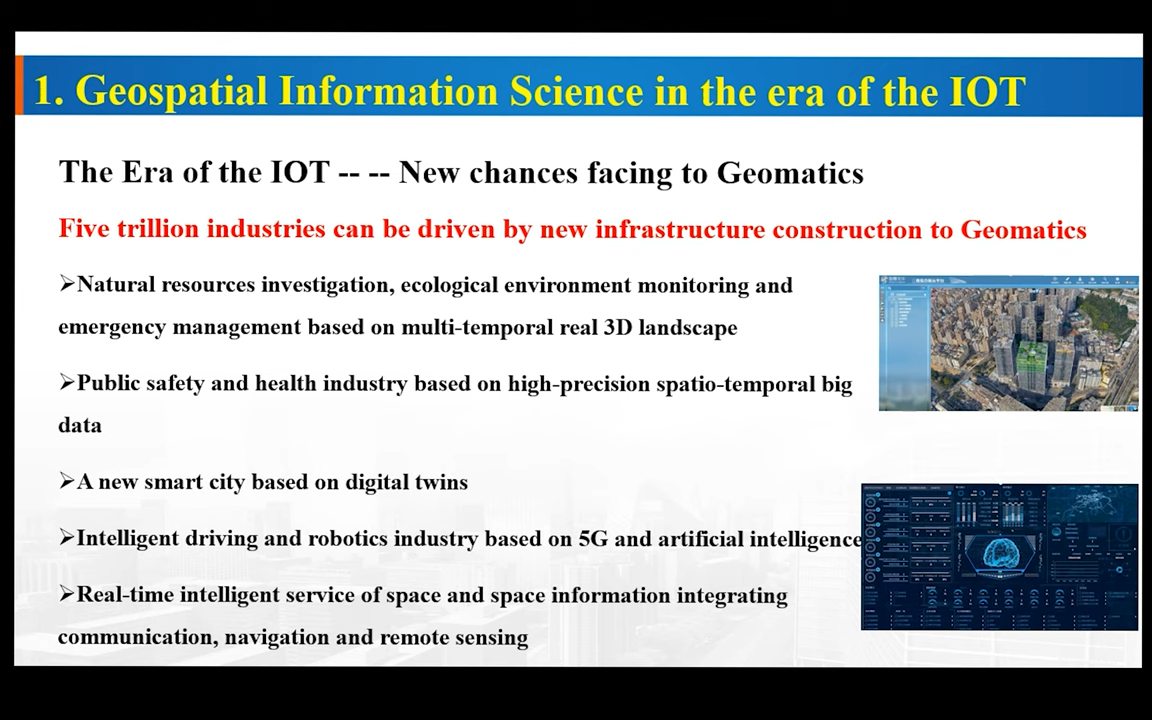 1. Geospatial Information Science in the era of the IOT
The Era of the IOT -- -- New chances facing to Geomatics
Five trillion industries can be driven by new infrastructure construction to Geomatics
➢Natural resources investigation, ecological environment monitoring and
emergency management based on multi-temporal real 3D landscape
➢Public safety and health industry based on high-precision spatio-temporal big
data
➢A new smart city based on digital twins
➢Intelligent driving and robotics industry based on 5G and artificial intelligence
➢Real-time intelligent service of space and space information integrating
communication, navigation and remote sensing